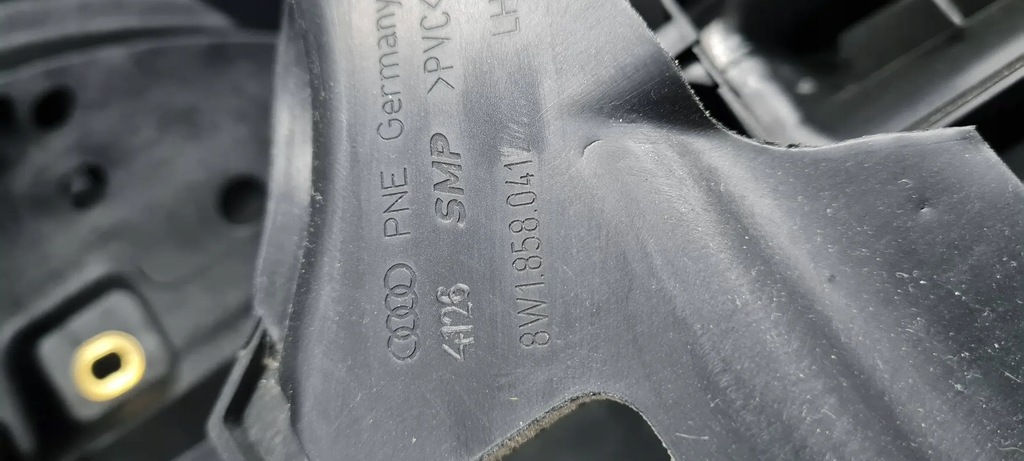 PNE Germany
4126 SMP >PVC<
8W1.858.041 LH